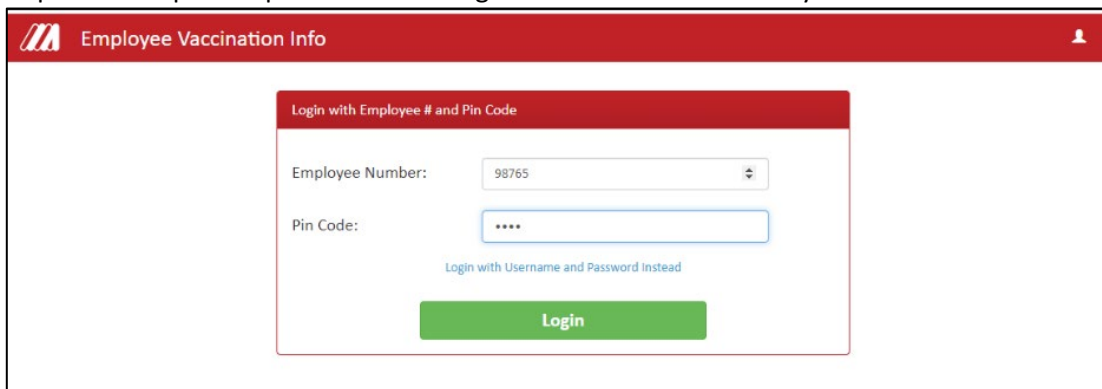 Employee Vaccination Info
Login with Employee # and Pin Code
Employee Number: 98765
Pin Code: ••••
Login with Username and Password Instead
Login